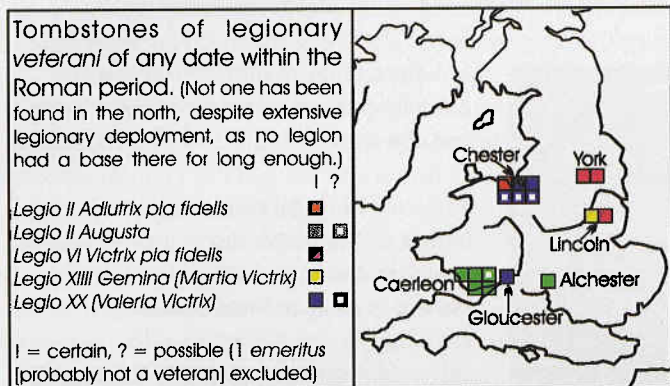 Tombstones of legionary
veterani of any date within the
Roman period. (Not one has been
found in the north, despite extensive
legionary deployment, as no legion
had a base there for long enough.)
! ?
Legio II Adiutrix pia fidelis
Legio II Augusta
Legio VI Victrix pia fidelis
Legio XIIII Gemina (Martia Victrix)
Legio XX (Valeria Victrix)
! = certain, ? = possible (1 emeritus
[probably not a veteran] excluded)
Chester
York
Lincoln
Caerleon
Alchester
Gloucester